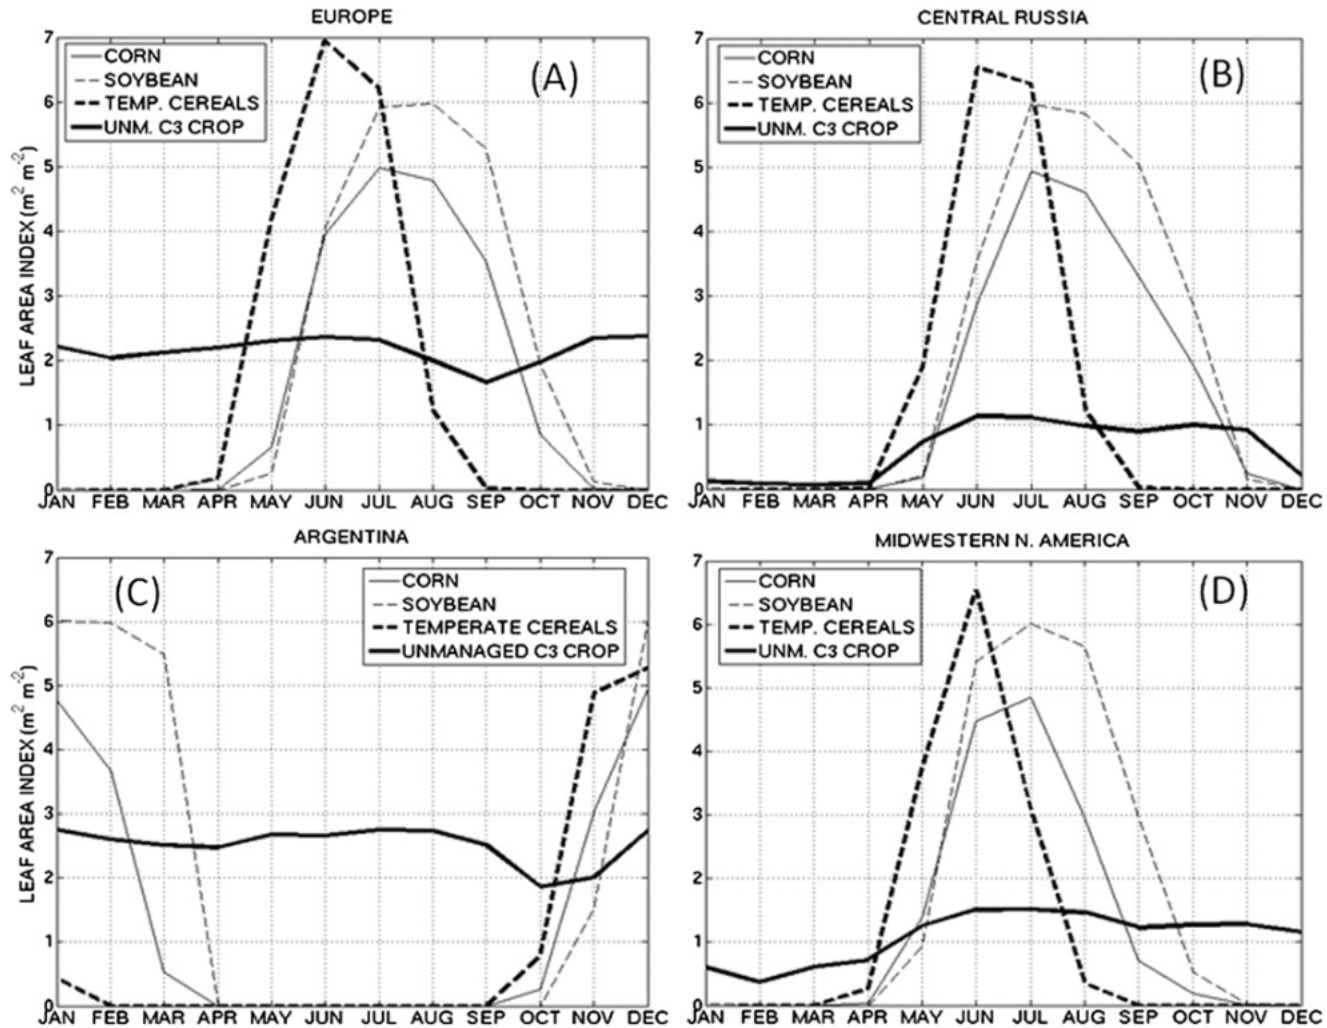 EUROPE
7
6
5
4
3
2
1
0
LEAF AREA INDEX (m² m⁻²)
CORN
SOYBEAN
TEMP. CEREALS
UNM. C3 CROP
(A)
JAN FEB MAR APR MAY JUN JUL AUG SEP OCT NOV DEC
CENTRAL RUSSIA
7
6
5
4
3
2
1
0
CORN
SOYBEAN
TEMP. CEREALS
UNM. C3 CROP
(B)
JAN FEB MAR APR MAY JUN JUL AUG SEP OCT NOV DEC
ARGENTINA
7
6
5
4
3
2
1
0
LEAF AREA INDEX (m² m⁻²)
(C)
CORN
SOYBEAN
TEMPERATE CEREALS
UNMANAGED C3 CROP
JAN FEB MAR APR MAY JUN JUL AUG SEP OCT NOV DEC
MIDWESTERN N. AMERICA
7
6
5
4
3
2
1
0
CORN
SOYBEAN
TEMP. CEREALS
UNM. C3 CROP
(D)
JAN FEB MAR APR MAY JUN JUL AUG SEP OCT NOV DEC